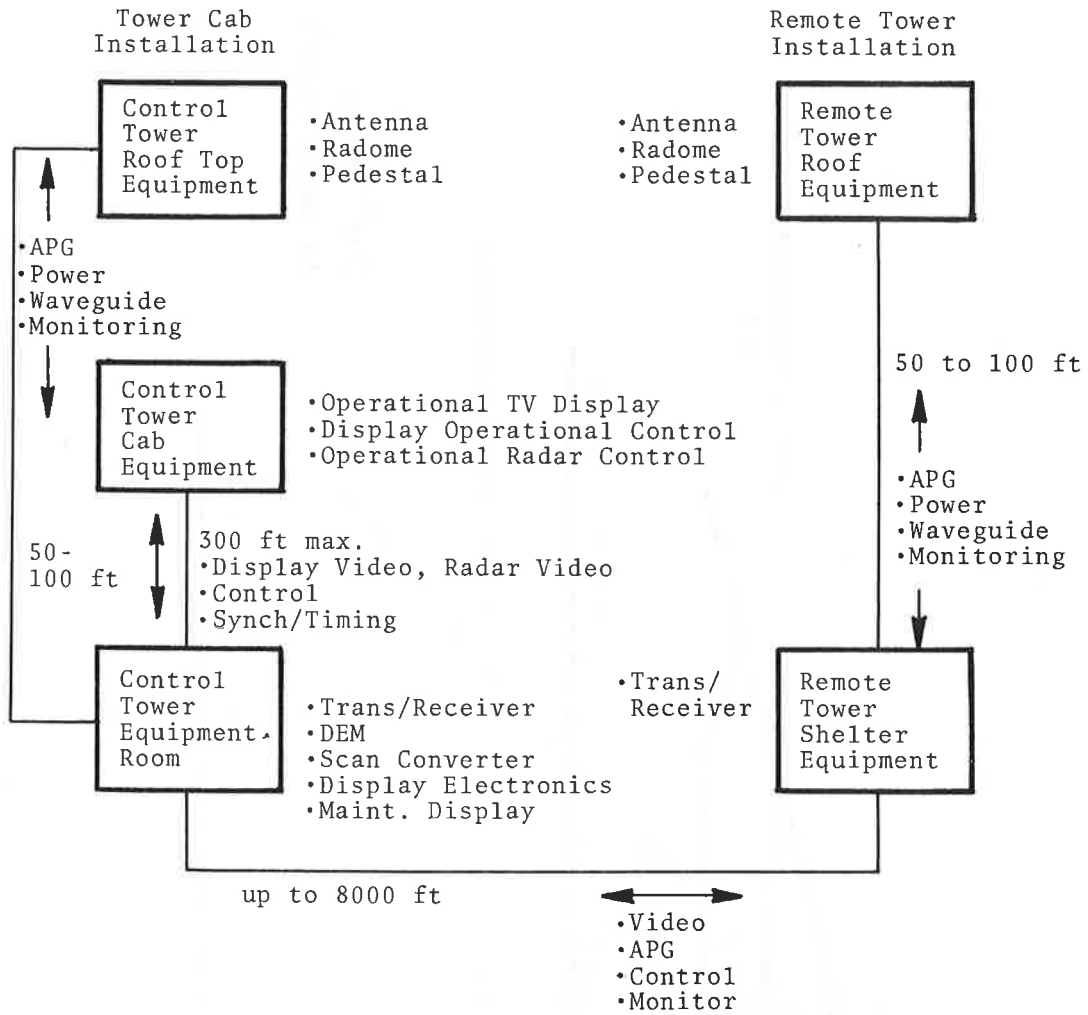 Tower Cab
Installation
Remote Tower
Installation
Control
Tower
Roof Top
Equipment
•Antenna
•Radome
•Pedestal
•Antenna
•Radome
•Pedestal
Remote
Tower
Roof
Equipment
•APG
•Power
•Waveguide
•Monitoring
50 to 100 ft
Control
Tower
Cab
Equipment
•Operational TV Display
•Display Operational Control
•Operational Radar Control
•APG
•Power
•Waveguide
•Monitoring
50-
100 ft
300 ft max.
•Display Video, Radar Video
•Control
•Synch/Timing
Control
Tower
Equipment
Room
•Trans/Receiver
•DEM
•Scan Converter
•Display Electronics
•Maint. Display
•Trans/
Receiver
Remote
Tower
Shelter
Equipment
up to 8000 ft
•Video
•APG
•Control
•Monitor